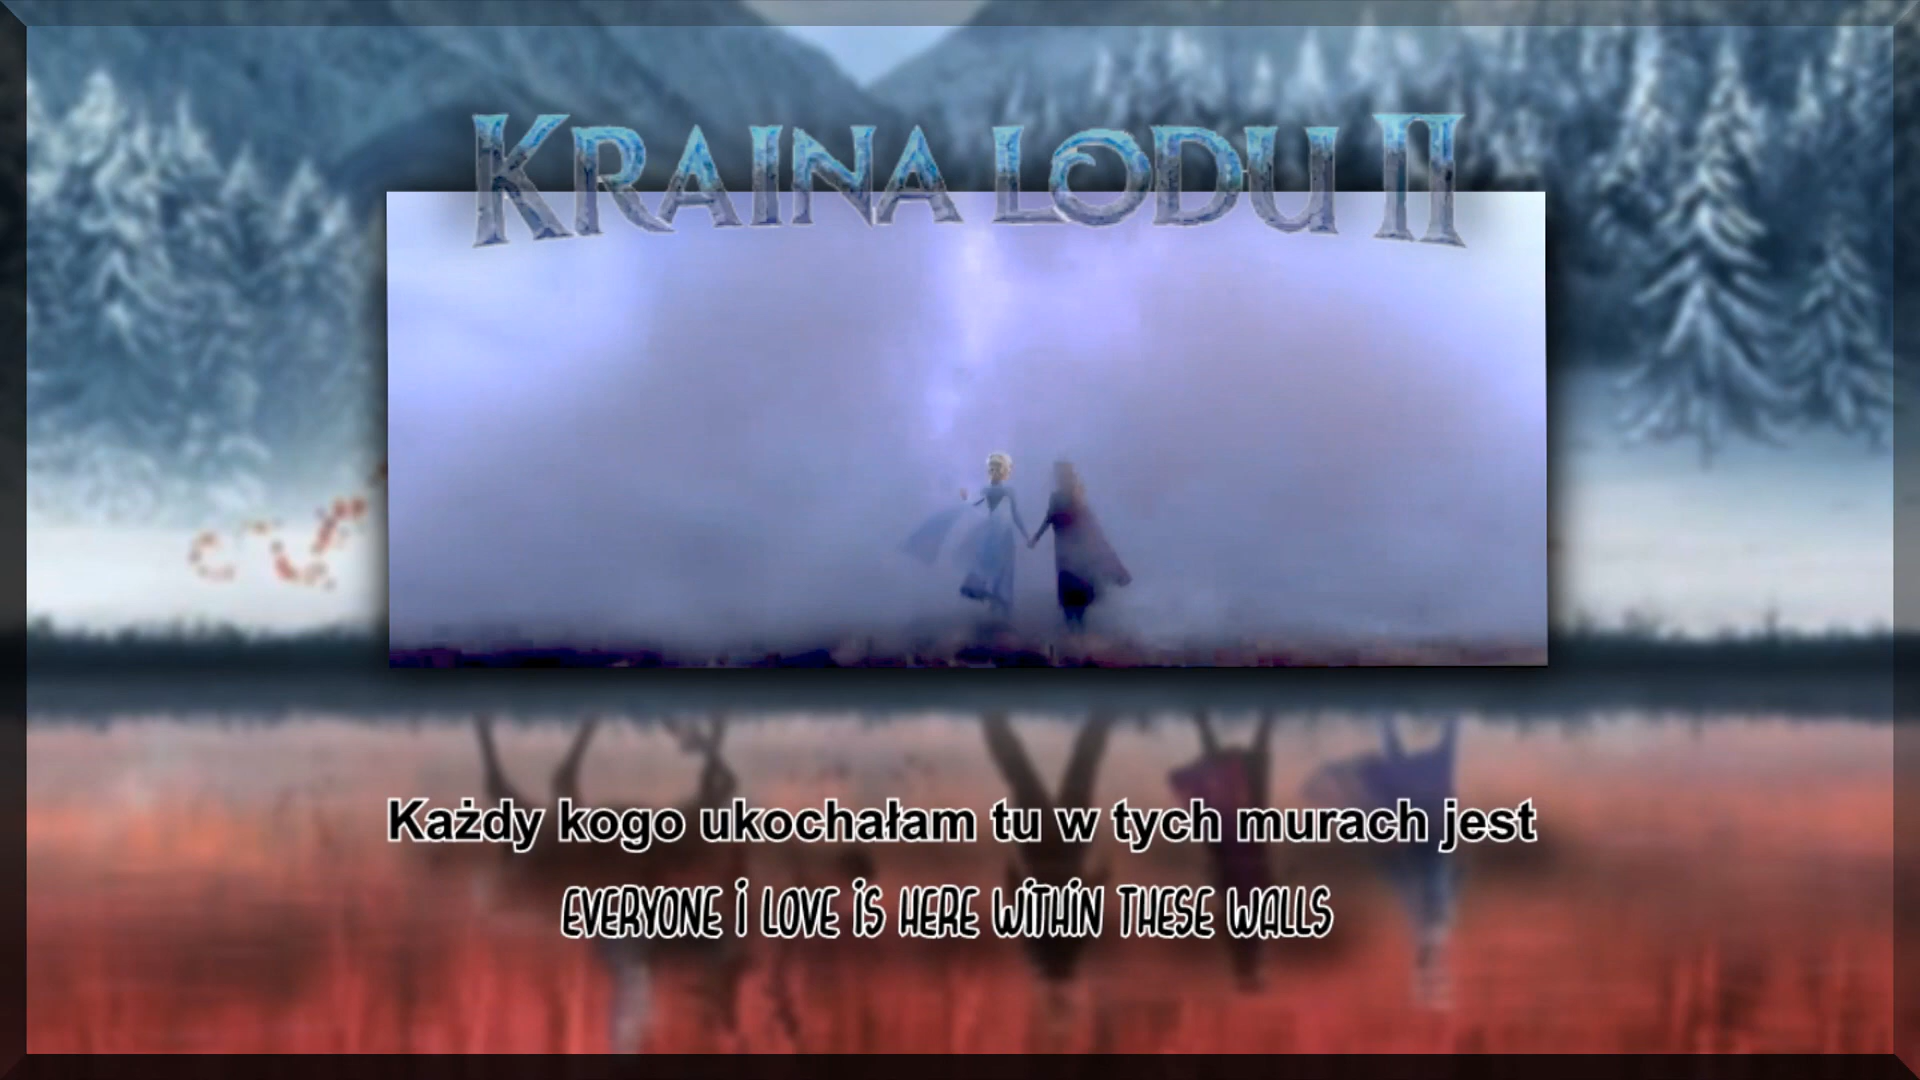 KRAINA LODU II
Każdy kogo ukochałam tu w tych murach jest
EVERYONE i LOVE iS HERE WiTHiN THESE WALLS